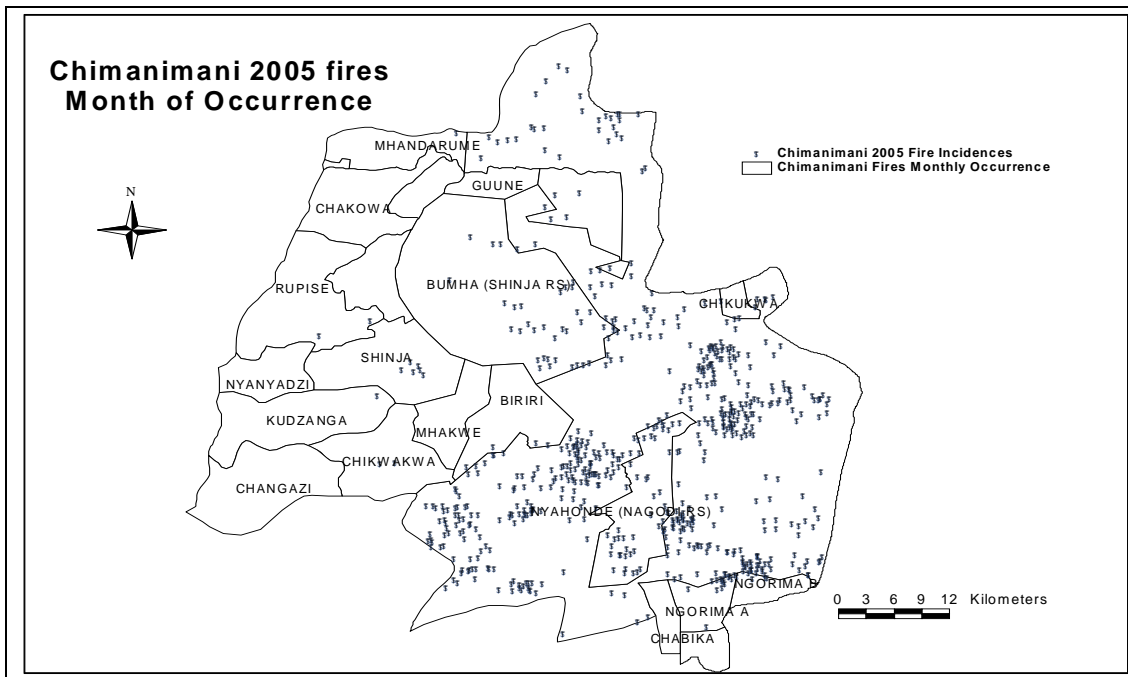 Chimanimani 2005 fires
Month of Occurrence
N
Chimanimani 2005 Fire Incidences
Chimanimani Fires Monthly Occurrence
MHANDARUME
GUUNE
CHAKOWA
RUPISE
BUMHA (SHINJA RS)
CHIKUKWA
SHINJA
NYANYADZI
BIRIRI
KUDZANGA
MHAKWE
CHIKWAKWA
CHANGAZI
NYAHONDE (NAGODI RS)
NGORIMA B
NGORIMA A
CHABIKA
0 3 6 9 12 Kilometers